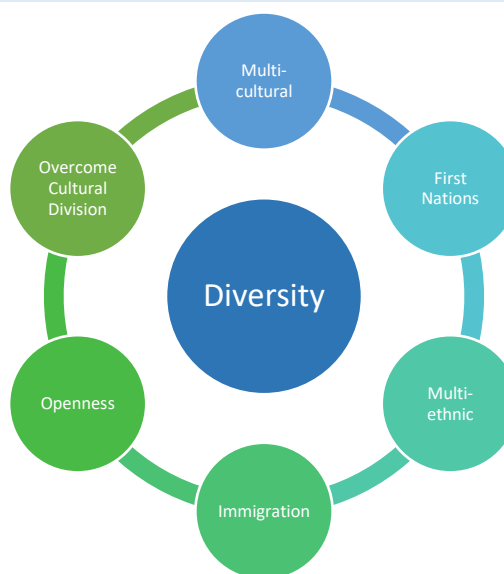 Multi-
cultural
First
Nations
Multi-
ethnic
Immigration
Openness
Overcome
Cultural
Division
Diversity